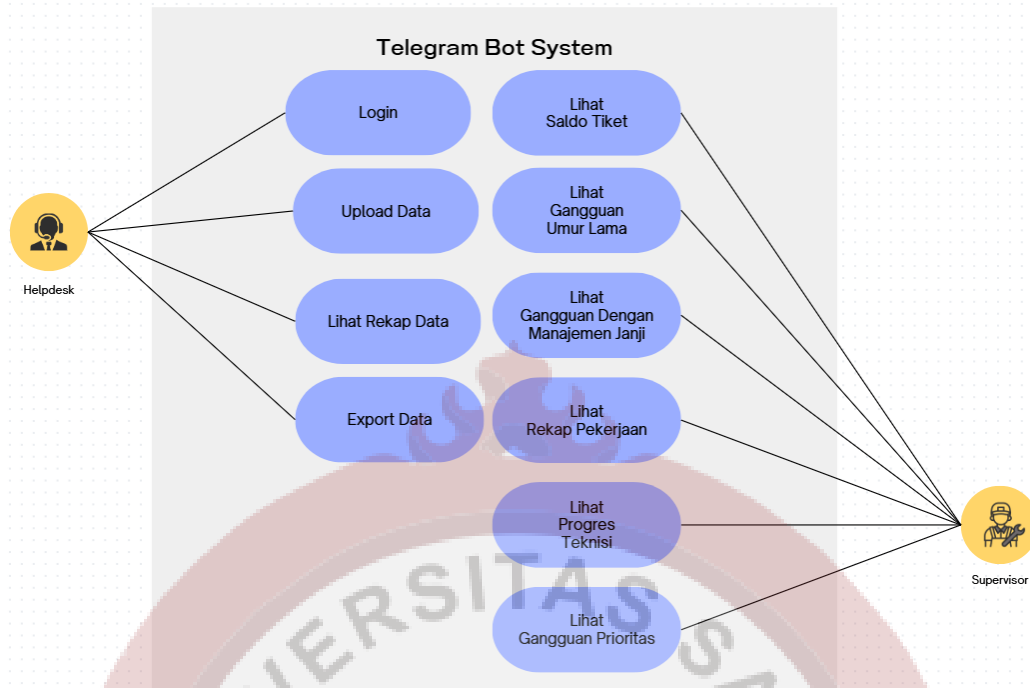 Telegram Bot System
Login
Upload Data
Lihat Rekap Data
Export Data
Lihat
Saldo Tiket
Lihat
Gangguan
Umur Lama
Lihat
Gangguan Dengan
Manajemen Janji
Lihat
Rekap Pekerjaan
Lihat
Progres
Teknisi
Lihat
Gangguan Prioritas
Helpdesk
Supervisor